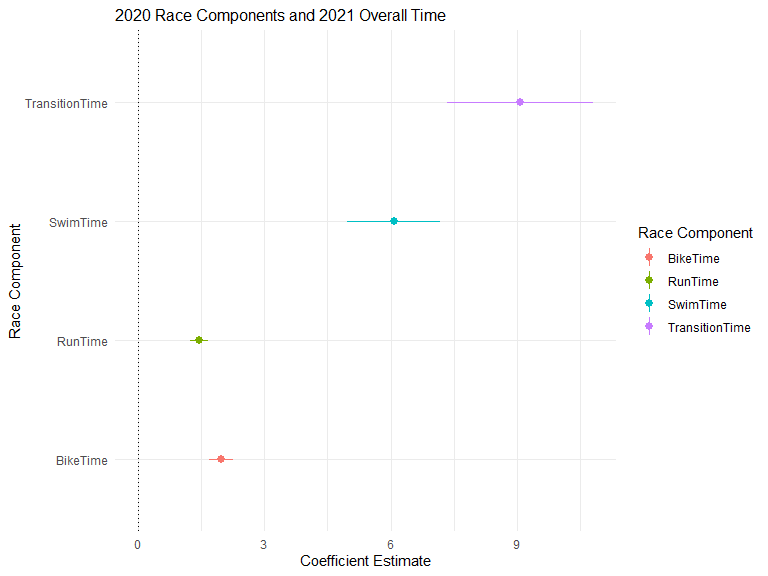 2020 Race Components and 2021 Overall Time
TransitionTime
SwimTime
RunTime
BikeTime
Race Component
0 3 6 9
Coefficient Estimate
Race Component
BikeTime
RunTime
SwimTime
TransitionTime